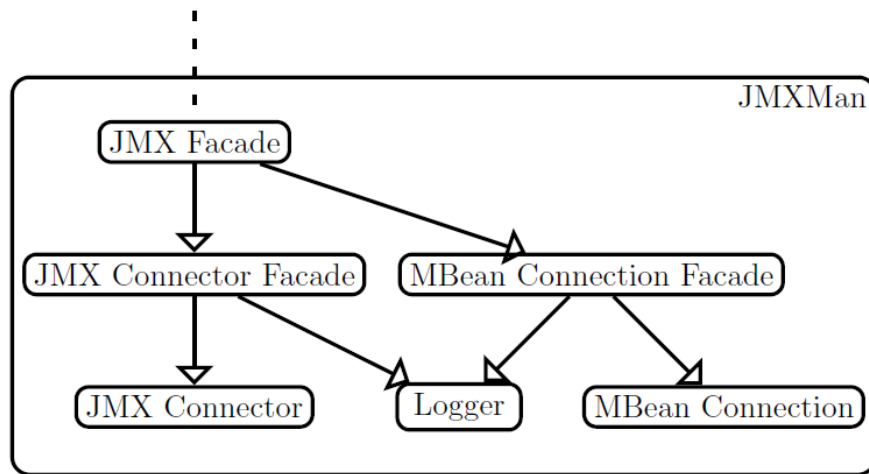 JMXMan
JMX Facade
JMX Connector Facade
MBean Connection Facade
JMX Connector
Logger
MBean Connection